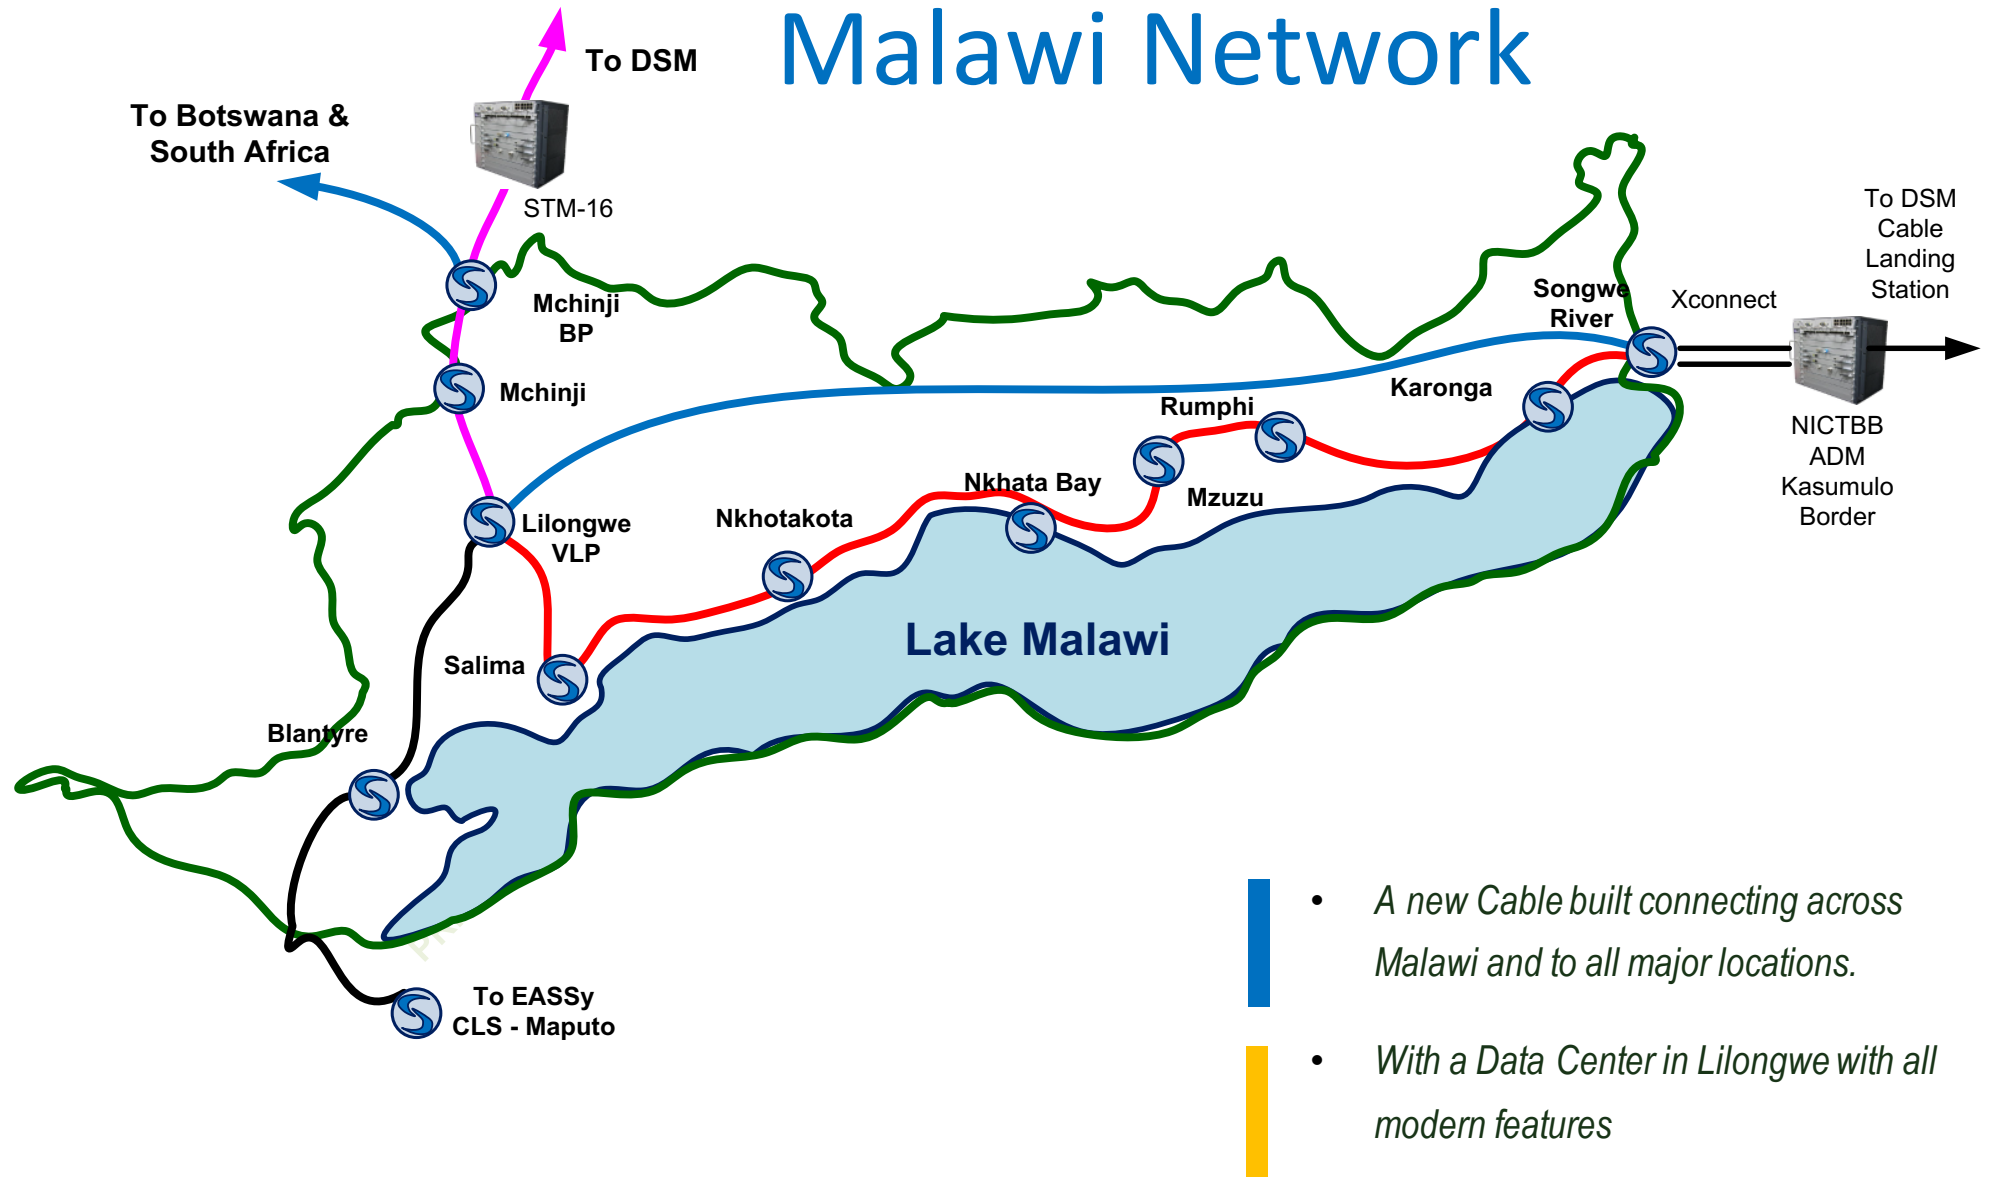 Malawi Network
To DSM
To Botswana &
South Africa
STM-16
To DSM
Cable
Landing
Station
Mchinji
BP
Songwe
River
Xconnect
Mchinji
Karonga
Rumphi
NICTBB
ADM
Kasumulo
Border
Nkhata Bay
Mzuzu
Nkhotakota
Lilongwe
VLP
Lake Malawi
Salima
Blantyre
To EASSy
CLS - Maputo
• A new Cable built connecting across
Malawi and to all major locations.
• With a Data Center in Lilongwe with all
modern features